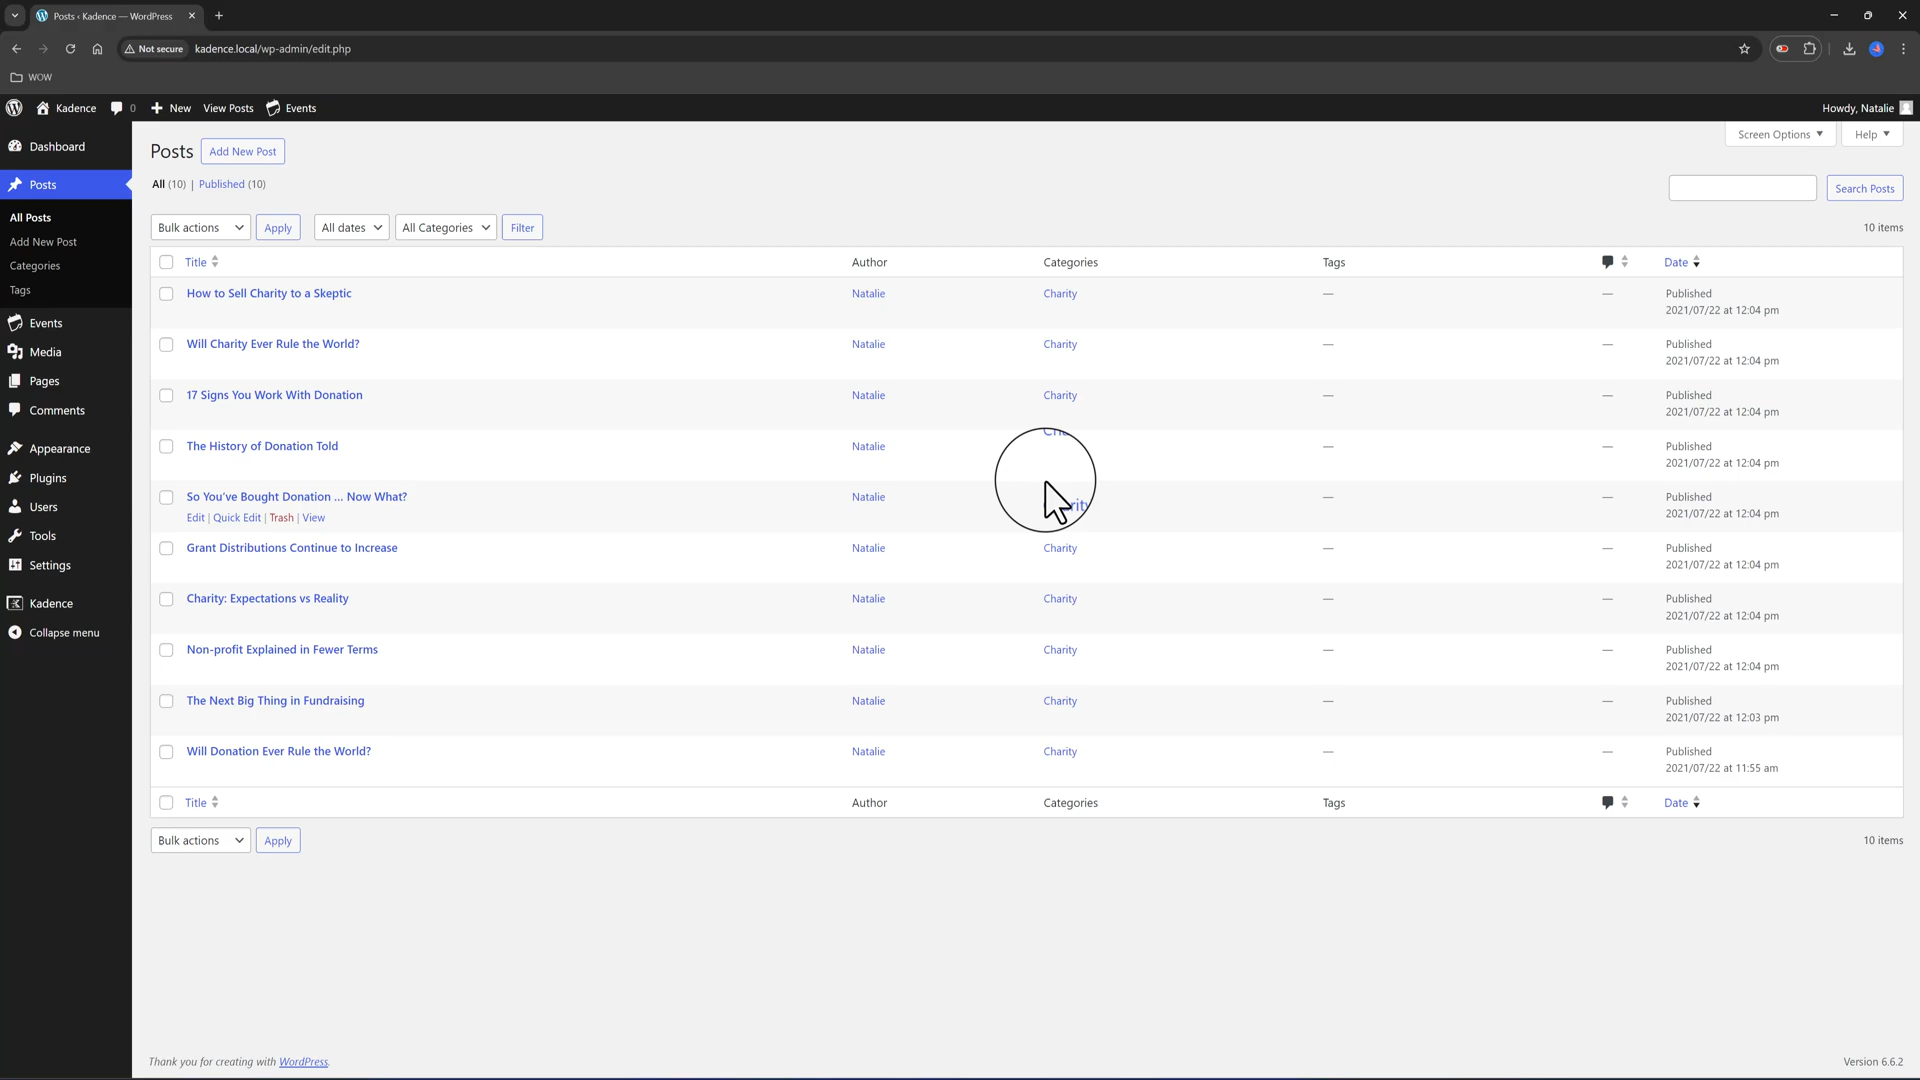 Posts ‹ Kadence — WordPress
Not secure kadence.local/wp-admin/edit.php
WOW
Kadence 0 New View Posts Events Howdy, Natalie
Screen Options Help
Dashboard
Posts
All Posts
Add New Post
Categories
Tags
Events
Media
Pages
Comments
Appearance
Plugins
Users
Tools
Settings
Kadence
Collapse menu
Posts Add New Post
All (10) | Published (10)
Search Posts
Bulk actions Apply All dates All Categories Filter 10 items
Title Author Categories Tags Date
How to Sell Charity to a Skeptic Natalie Charity — — Published
2021/07/22 at 12:04 pm
Will Charity Ever Rule the World? Natalie Charity — — Published
2021/07/22 at 12:04 pm
17 Signs You Work With Donation Natalie Charity — — Published
2021/07/22 at 12:04 pm
The History of Donation Told Natalie — — Published
2021/07/22 at 12:04 pm
So You’ve Bought Donation … Now What? Natalie — — Published
Edit | Quick Edit | Trash | View 2021/07/22 at 12:04 pm
Grant Distributions Continue to Increase Natalie Charity — — Published
2021/07/22 at 12:04 pm
Charity: Expectations vs Reality Natalie Charity — — Published
2021/07/22 at 12:04 pm
Non-profit Explained in Fewer Terms Natalie Charity — — Published
2021/07/22 at 12:04 pm
The Next Big Thing in Fundraising Natalie Charity — — Published
2021/07/22 at 12:03 pm
Will Donation Ever Rule the World? Natalie Charity — — Published
2021/07/22 at 11:55 am
Title Author Categories Tags Date
Bulk actions Apply 10 items
Thank you for creating with WordPress. Version 6.6.2